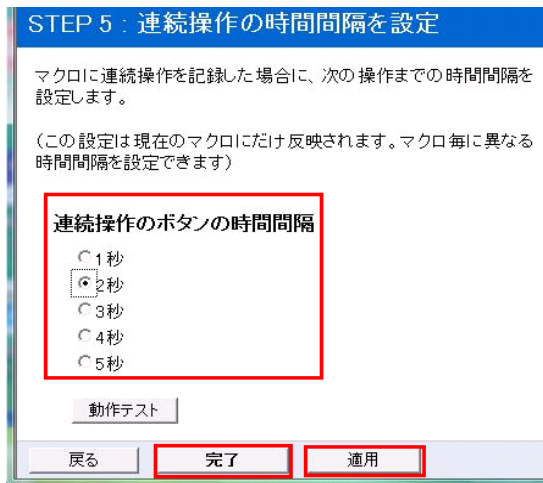 STEP 5：連続操作の時間間隔を設定
マクロに連続操作を記録した場合に、次の操作までの時間間隔を
設定します。
(この設定は現在のマクロにだけ反映されます。マクロ毎に異なる
時間間隔を設定できます)
連続操作のボタンの時間間隔
1秒
2秒
3秒
4秒
5秒
動作テスト
戻る
完了
適用